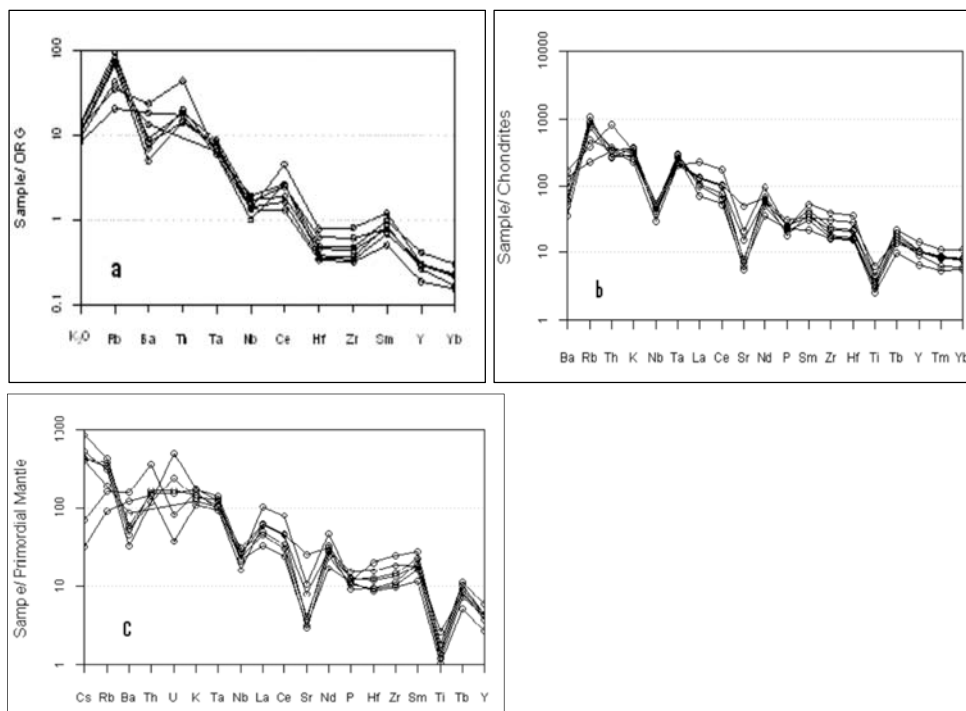 Sample/ ORG
100
10
1
0.1
a
K2O Rb Ba Th Ta Nb Ce Hf Zr Sm Y Yb
Sample/ Chondrites
10000
1000
100
10
1
b
Ba Rb Th K Nb Ta La Ce Sr Nd P Sm Zr Hf Ti Tb Y Tm Yb
Sample/ Primordial Mantle
1000
100
10
1
c
Cs Rb Ba Th U K Ta Nb La Ce Sr Nd P Hf Zr Sm Ti Tb Y